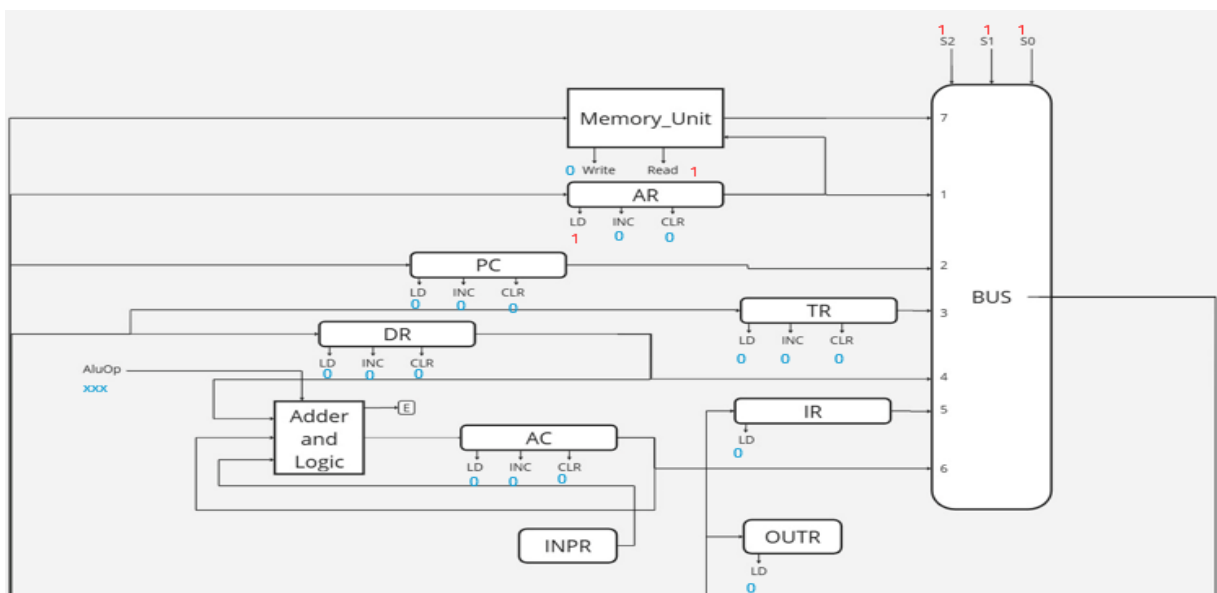 1 1 1
S2 S1 S0
Memory_Unit
7
0 Write Read 1
AR
1
LD INC CLR
1 0 0
PC
2
LD INC CLR
0 0 0
TR
3
DR
LD INC CLR
0 0 0
LD INC CLR
0 0 0
BUS
AluOp
xxx
4
Adder
and
Logic
E
IR
5
LD
0
AC
6
LD INC CLR
0 0 0
INPR
OUTR
LD
0